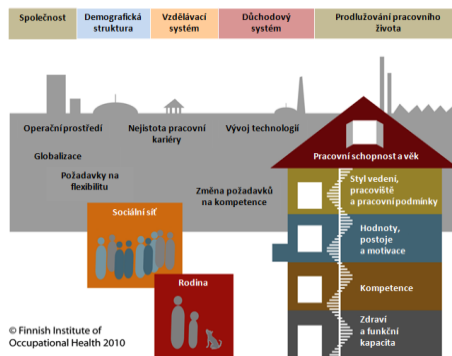 Společnost
Demografická
struktura
Vzdělávací
systém
Důchodový
systém
Prodlužování pracovního
života
Operační prostředí
Nejistota pracovní
kariéry
Vývoj technologií
Globalizace
Požadavky na
flexibilitu
Změna požadavků
na kompetence
Sociální síť
Rodina
Pracovní schopnost a věk
Styl vedení,
pracoviště
a pracovní podmínky
Hodnoty,
postoje
a motivace
Kompetence
Zdraví
a funkční
kapacita
© Finnish Institute of
Occupational Health 2010